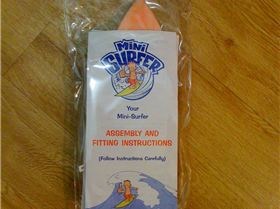 MINI
SURFER
Your
Mini-Surfer
ASSEMBLY AND
FITTING INSTRUCTIONS
(Follow Instructions Carefully)